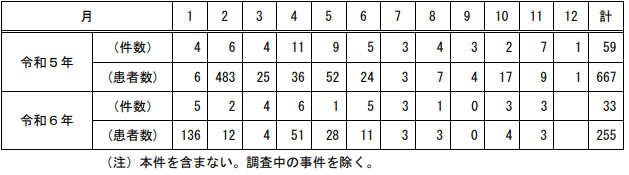 月 1 2 3 4 5 6 7 8 9 10 11 12 計
令和５年 （件数） 4 6 4 11 9 5 3 4 3 2 7 1 59
（患者数） 6 483 25 36 52 24 3 7 4 17 9 1 667
令和６年 （件数） 5 2 4 6 1 5 3 1 0 3 3 33
（患者数） 136 12 4 51 28 11 3 3 0 4 3 255
（注）本件を含まない。調査中の事件を除く。